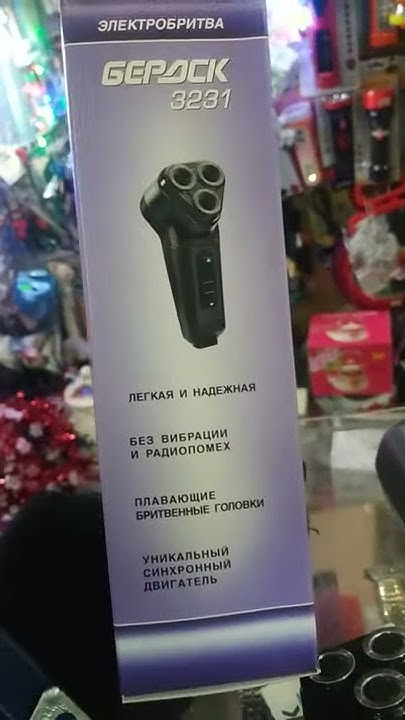 ЭЛЕКТРОБРИТВА
БЕРДСК
3231
ЛЕГКАЯ И НАДЕЖНАЯ
БЕЗ ВИБРАЦИИ
И РАДИОПОМЕХ
ПЛАВАЮЩИЕ
БРИТВЕННЫЕ ГОЛОВКИ
УНИКАЛЬНЫЙ
СИНХРОННЫЙ
ДВИГАТЕЛЬ